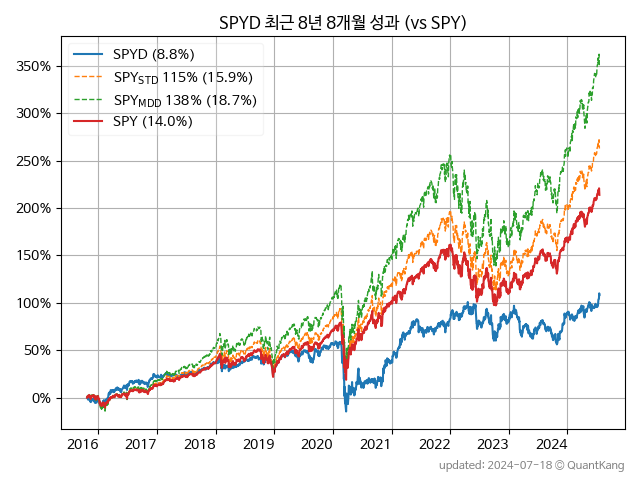 SPYD 최근 8년 8개월 성과 (vs SPY)
SPYD (8.8%)
SPYSTD 115% (15.9%)
SPYMDD 138% (18.7%)
SPY (14.0%)
350%
300%
250%
200%
150%
100%
50%
0%
2016 2017 2018 2019 2020 2021 2022 2023 2024
updated: 2024-07-18 © QuantKang